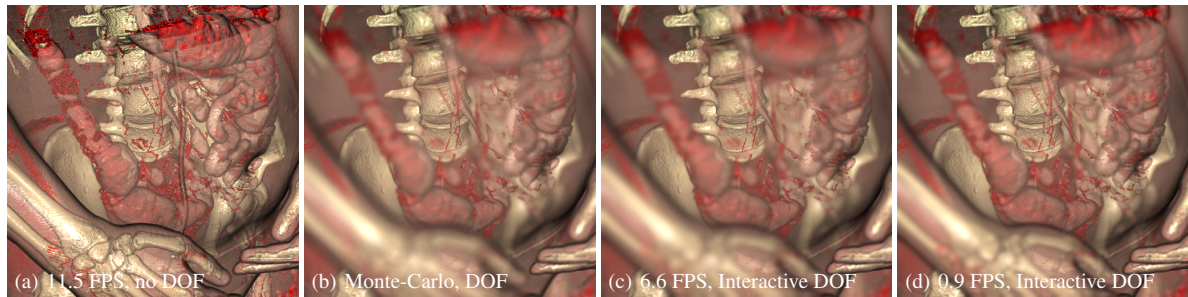 (a) 11.5 FPS, no DOF
(b) Monte-Carlo, DOF
(c) 6.6 FPS, Interactive DOF
(d) 0.9 FPS, Interactive DOF